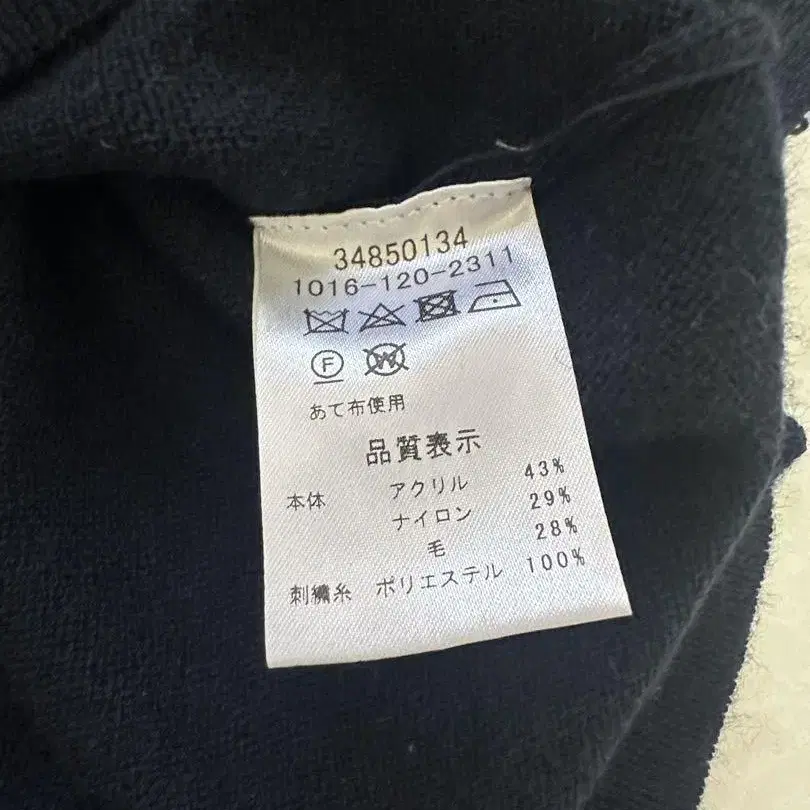 34850134
1016-120-2311
F W
あて布使用
品質表示
本体 アクリル 43%
ナイロン 29%
毛 28%
刺繍糸 ポリエステル 100%